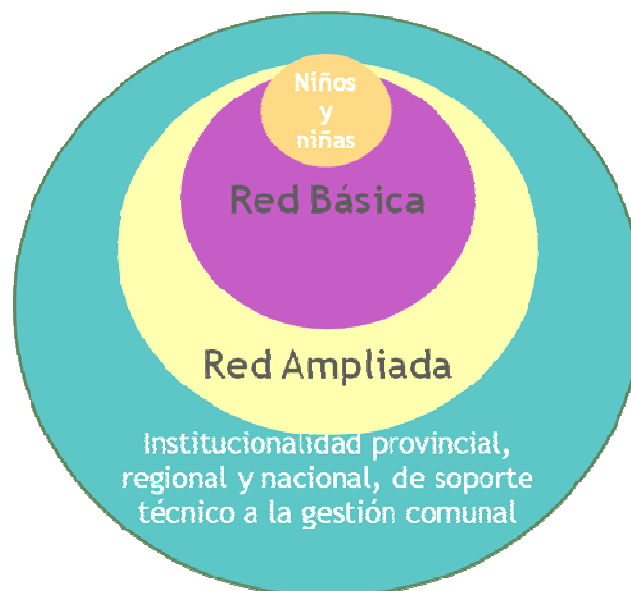 Niños
y
niñas
Red Básica
Red Ampliada
Institucionalidad provincial,
regional y nacional, de soporte
técnico a la gestión comunal